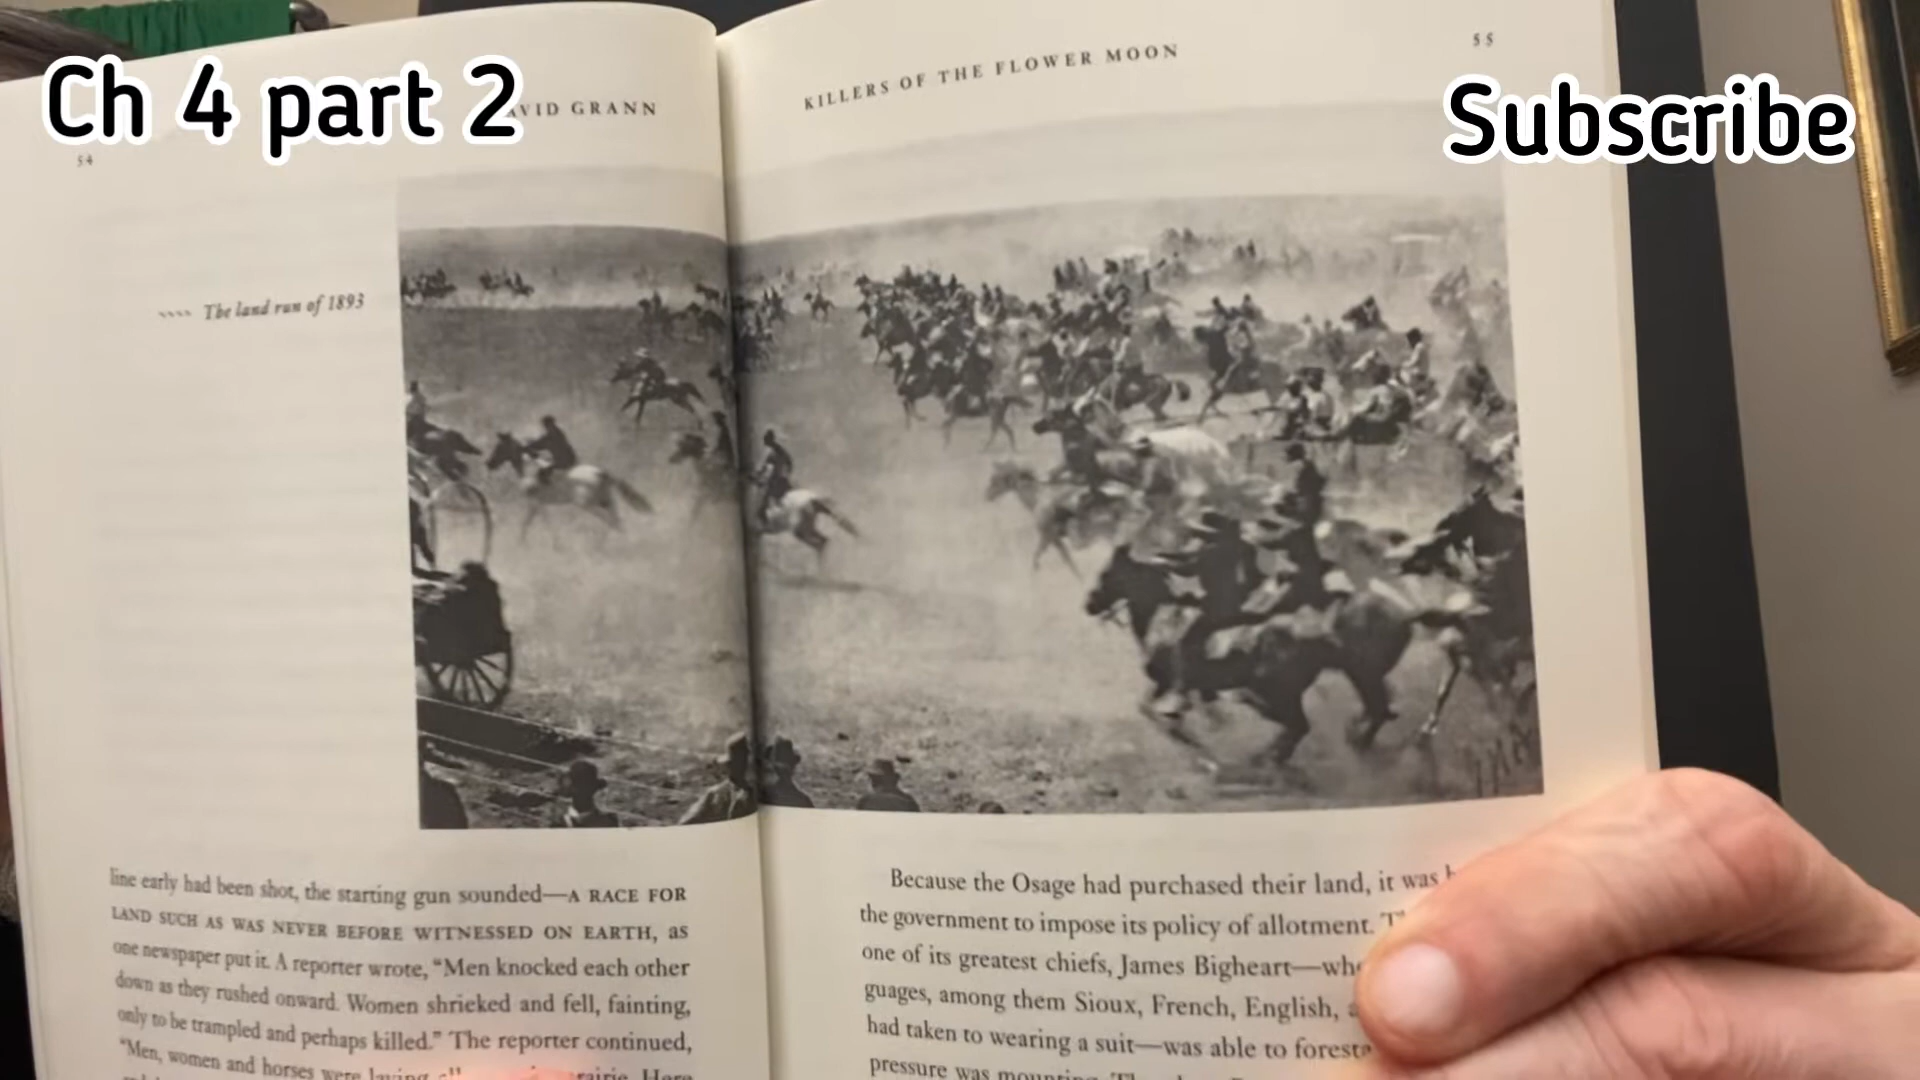 Ch 4 part 2
Subscribe
54
VID GRANN
The land run of 1893
line early had been shot, the starting gun sounded—A RACE FOR
LAND SUCH AS WAS NEVER BEFORE WITNESSED ON EARTH, as
one newspaper put it. A reporter wrote, “Men knocked each other
down as they rushed onward. Women shrieked and fell, fainting,
only to be trampled and perhaps killed.” The reporter continued,
“Men, women and horses were laying
KILLERS OF THE FLOWER MOON
55
Because the Osage had purchased their land, it was
the government to impose its policy of allotment.
one of its greatest chiefs, James Bigheart—who
guages, among them Sioux, French, English,
had taken to wearing a suit—was able to foresta
pressure was mounting.